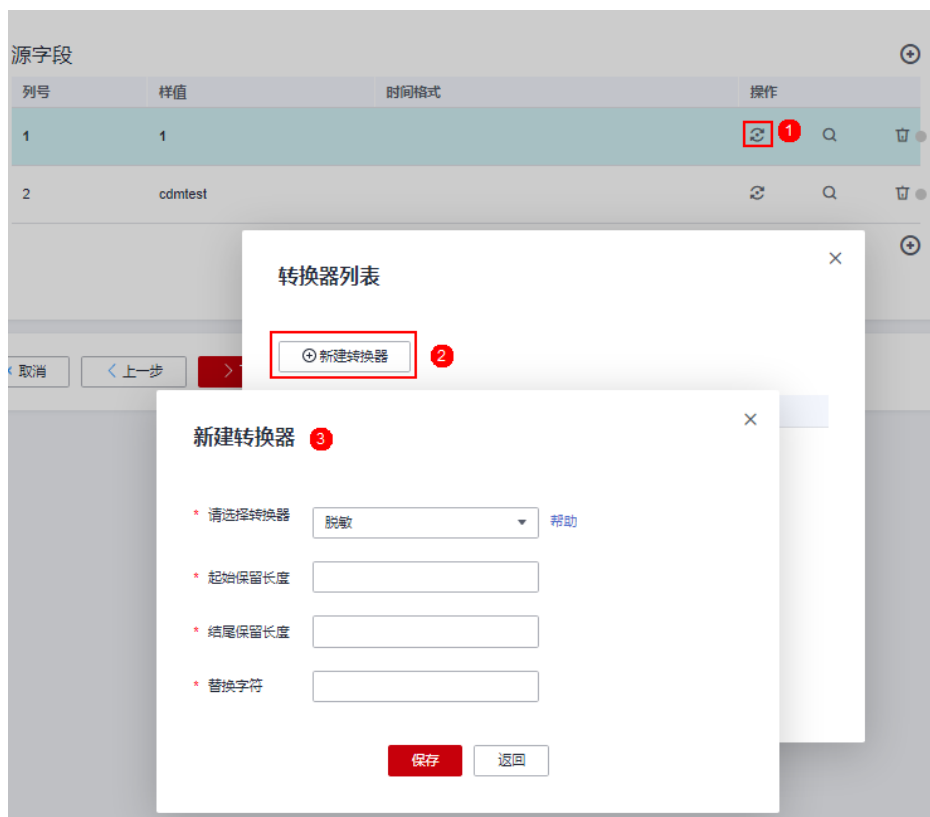 源字段
列号 样值 时间格式 操作
1 1 1
2 cdmtest
转换器列表
新建转换器 2
取消 上一步
新建转换器 3
* 请选择转换器 脱敏 帮助
* 起始保留长度
* 结尾保留长度
* 替换字符
保存 返回